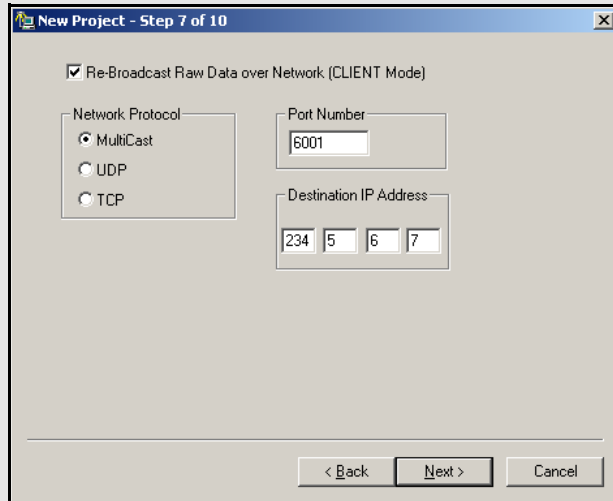 New Project - Step 7 of 10
Re-Broadcast Raw Data over Network (CLIENT Mode)
Network Protocol
MultiCast
UDP
TCP
Port Number
6001
Destination IP Address
234 5 6 7
< Back Next > Cancel